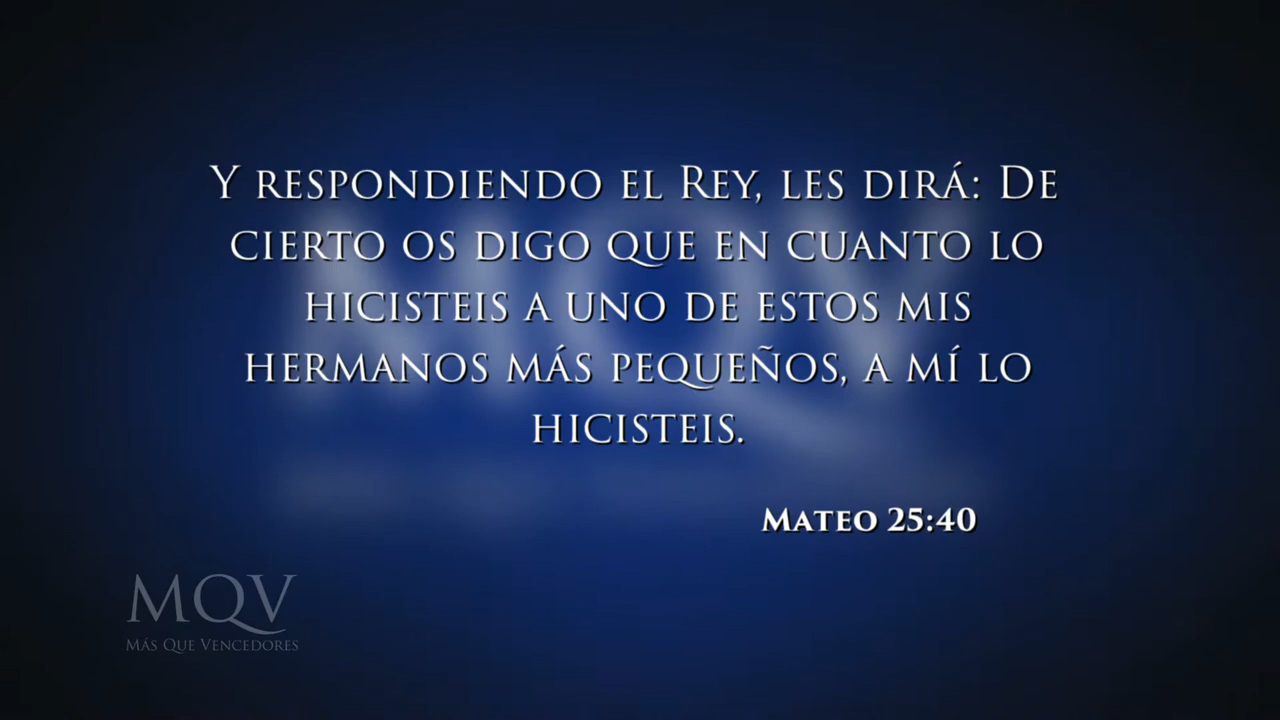 Y respondiendo el Rey, les dirá: De
cierto os digo que en cuanto lo
hicisteis a uno de estos mis
hermanos más pequeños, a mí lo
hicisteis.
Mateo 25:40
MQV
Más Que Vencedores